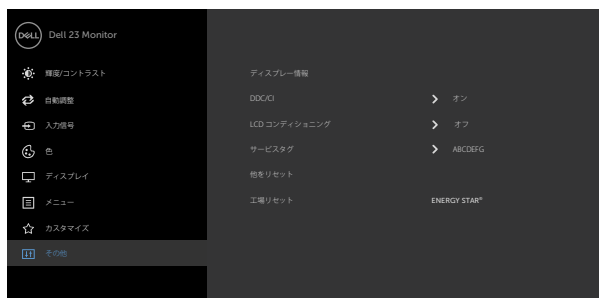 DELL Dell 23 Monitor
輝度/コントラスト
自動調整
入力信号
色
ディスプレイ
メニュー
カスタマイズ
その他
ディスプレー情報
DDC/CI オン
LCD コンディショニング オフ
サービスタグ ABCDEFG
他をリセット
工場リセット ENERGY STAR®